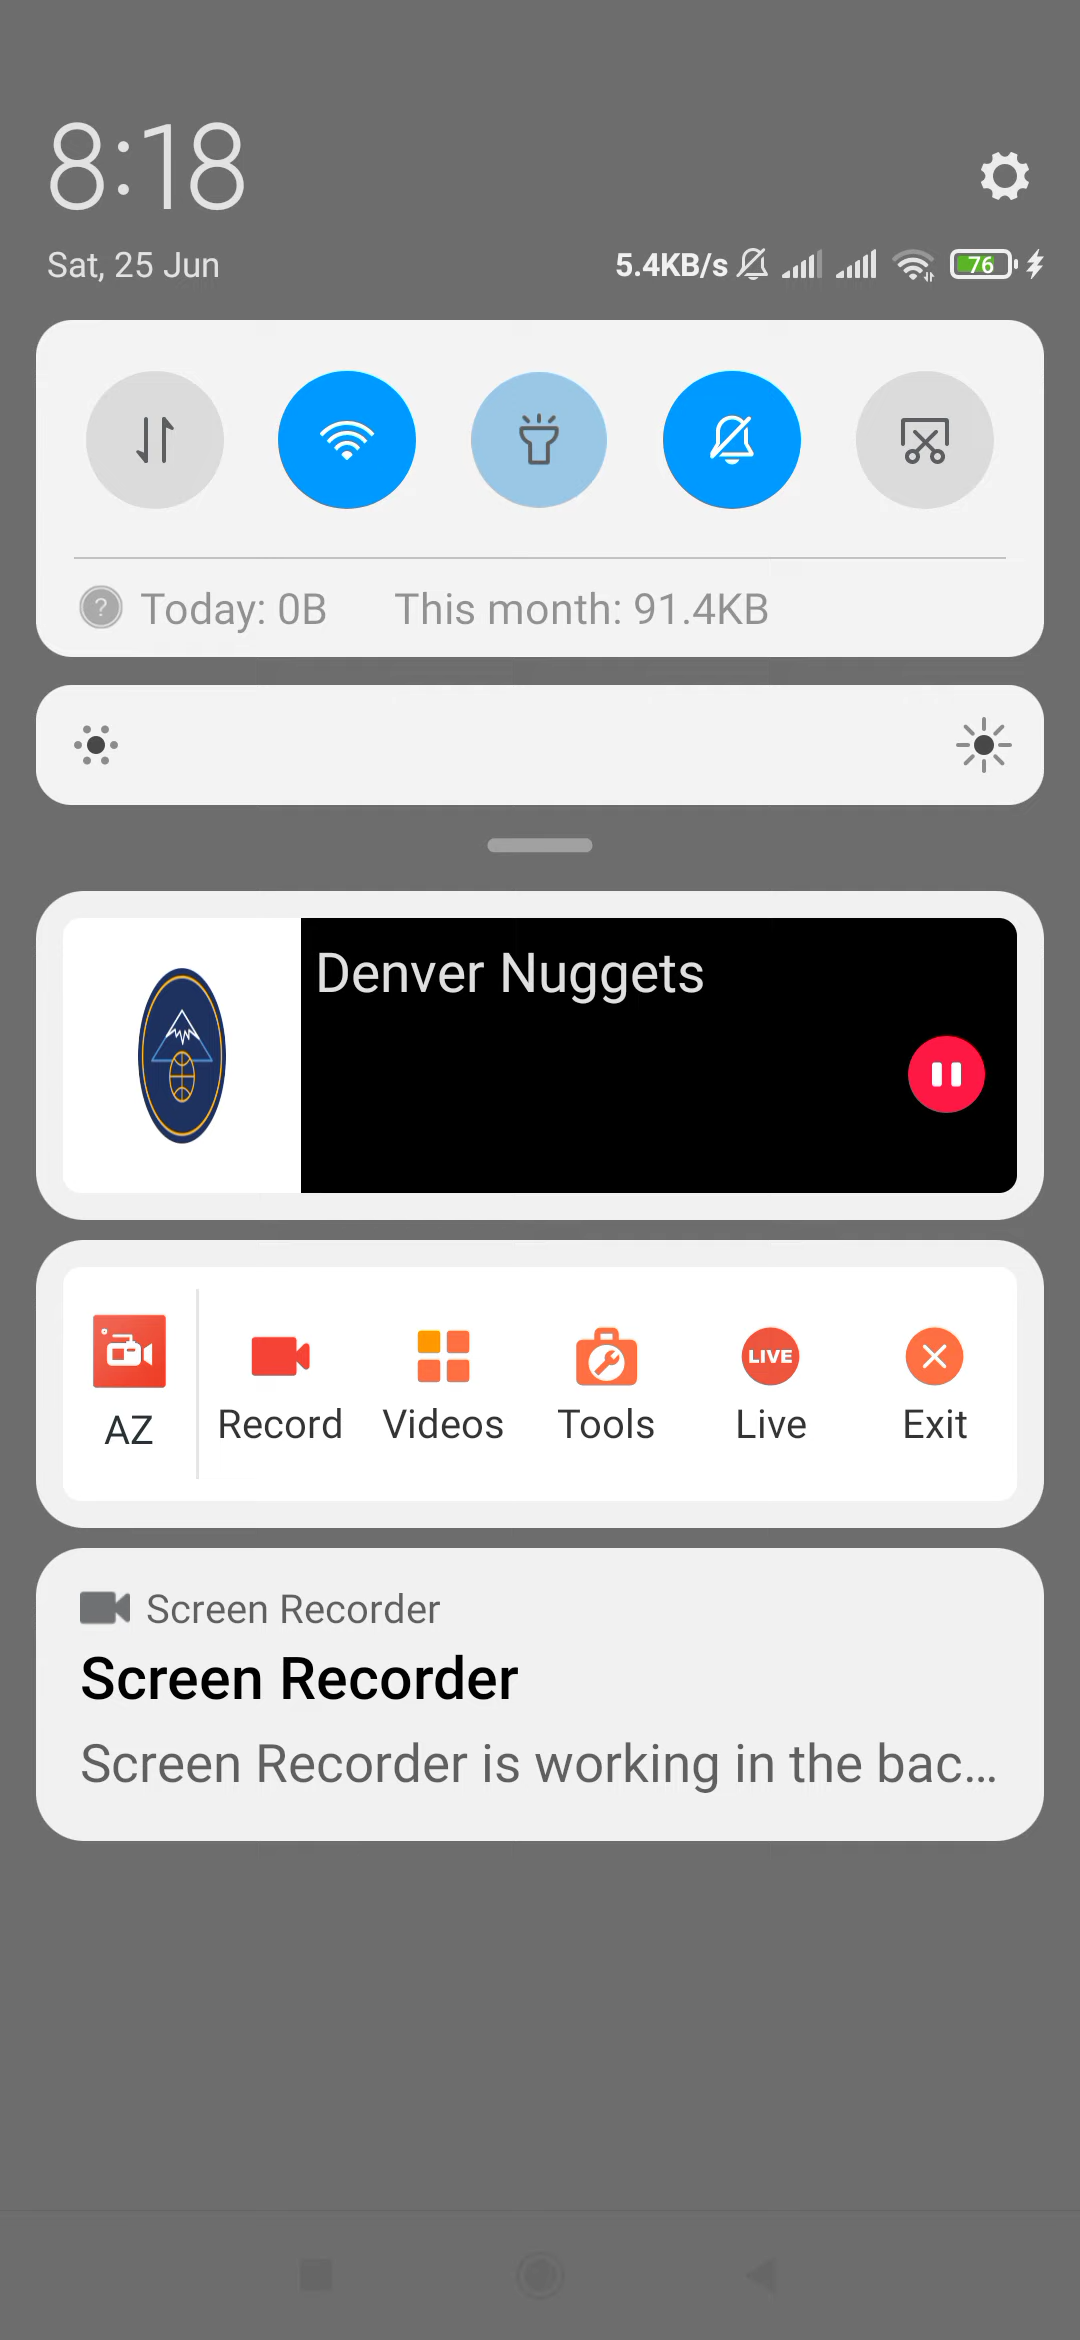 8:18
Sat, 25 Jun
5.4KB/s
76
? Today: 0B This month: 91.4KB
Denver Nuggets
AZ
Record
Videos
Tools
LIVE
Live
Exit
Screen Recorder
Screen Recorder
Screen Recorder is working in the bac...